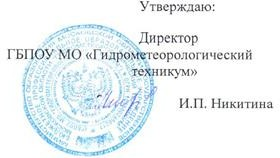 Утверждаю:
Директор
ГБПОУ МО «Гидрометеорологический
техникум»
И.П. Никитина